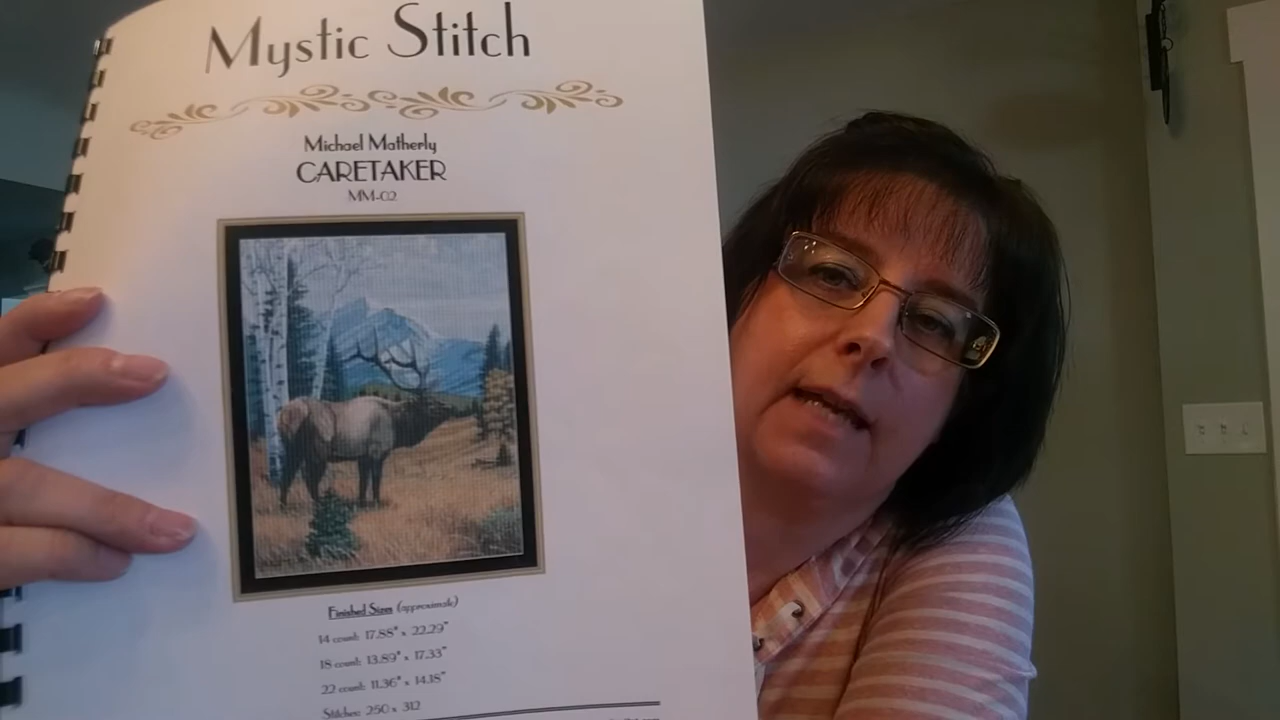 Mystic Stitch
Michael Matherly
CARETAKER
MM-02
Finished Sizes (approximate)
14 count: 17.88" x 22.29"
18 count: 13.89" x 17.33"
22 count: 11.36" x 14.18"
Stitches: 250 x 312